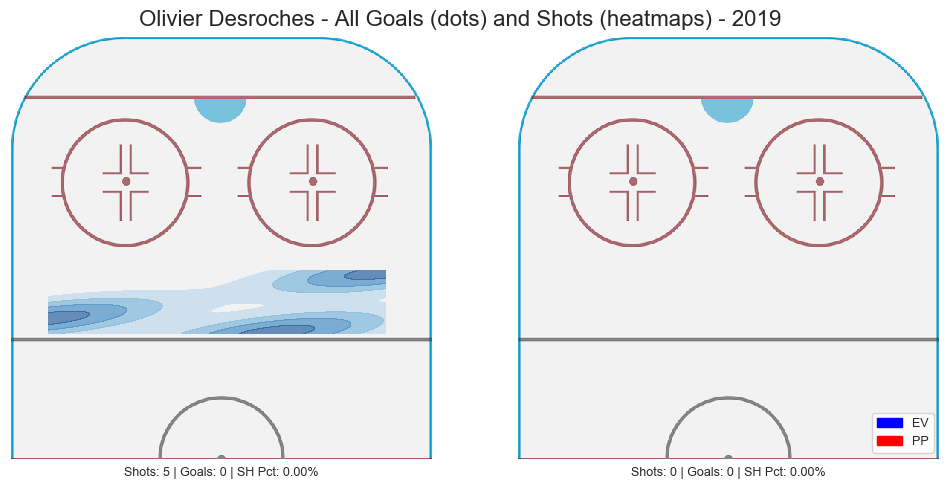 Olivier Desroches - All Goals (dots) and Shots (heatmaps) - 2019
EV
PP
Shots: 5 | Goals: 0 | SH Pct: 0.00%
Shots: 0 | Goals: 0 | SH Pct: 0.00%